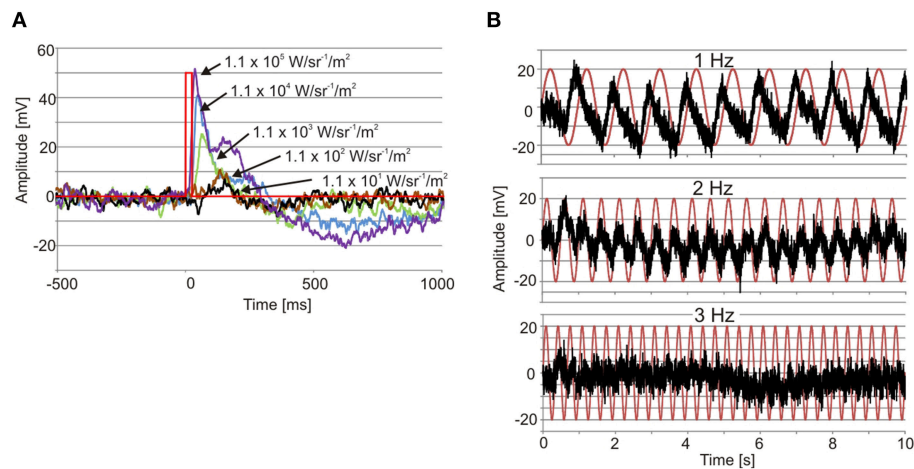 A
60
40
20
0
-20
Amplitude [mV]
1.1 x 10⁵ W/sr⁻¹/m²
1.1 x 10⁴ W/sr⁻¹/m²
1.1 x 10³ W/sr⁻¹/m²
1.1 x 10² W/sr⁻¹/m²
1.1 x 10¹ W/sr⁻¹/m²
-500 0 500 1000
Time [ms]
B
1 Hz
20
0
-20
2 Hz
20
0
-20
Amplitude [mV]
3 Hz
20
0
-20
0 2 4 6 8 10
Time [s]